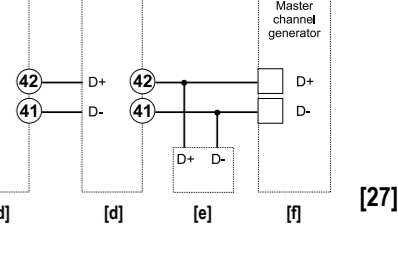 Master
channel
generator
42 D+ 42 D+
41 D- 41 D-
D+ D-
d] [d] [e] [f] [27]